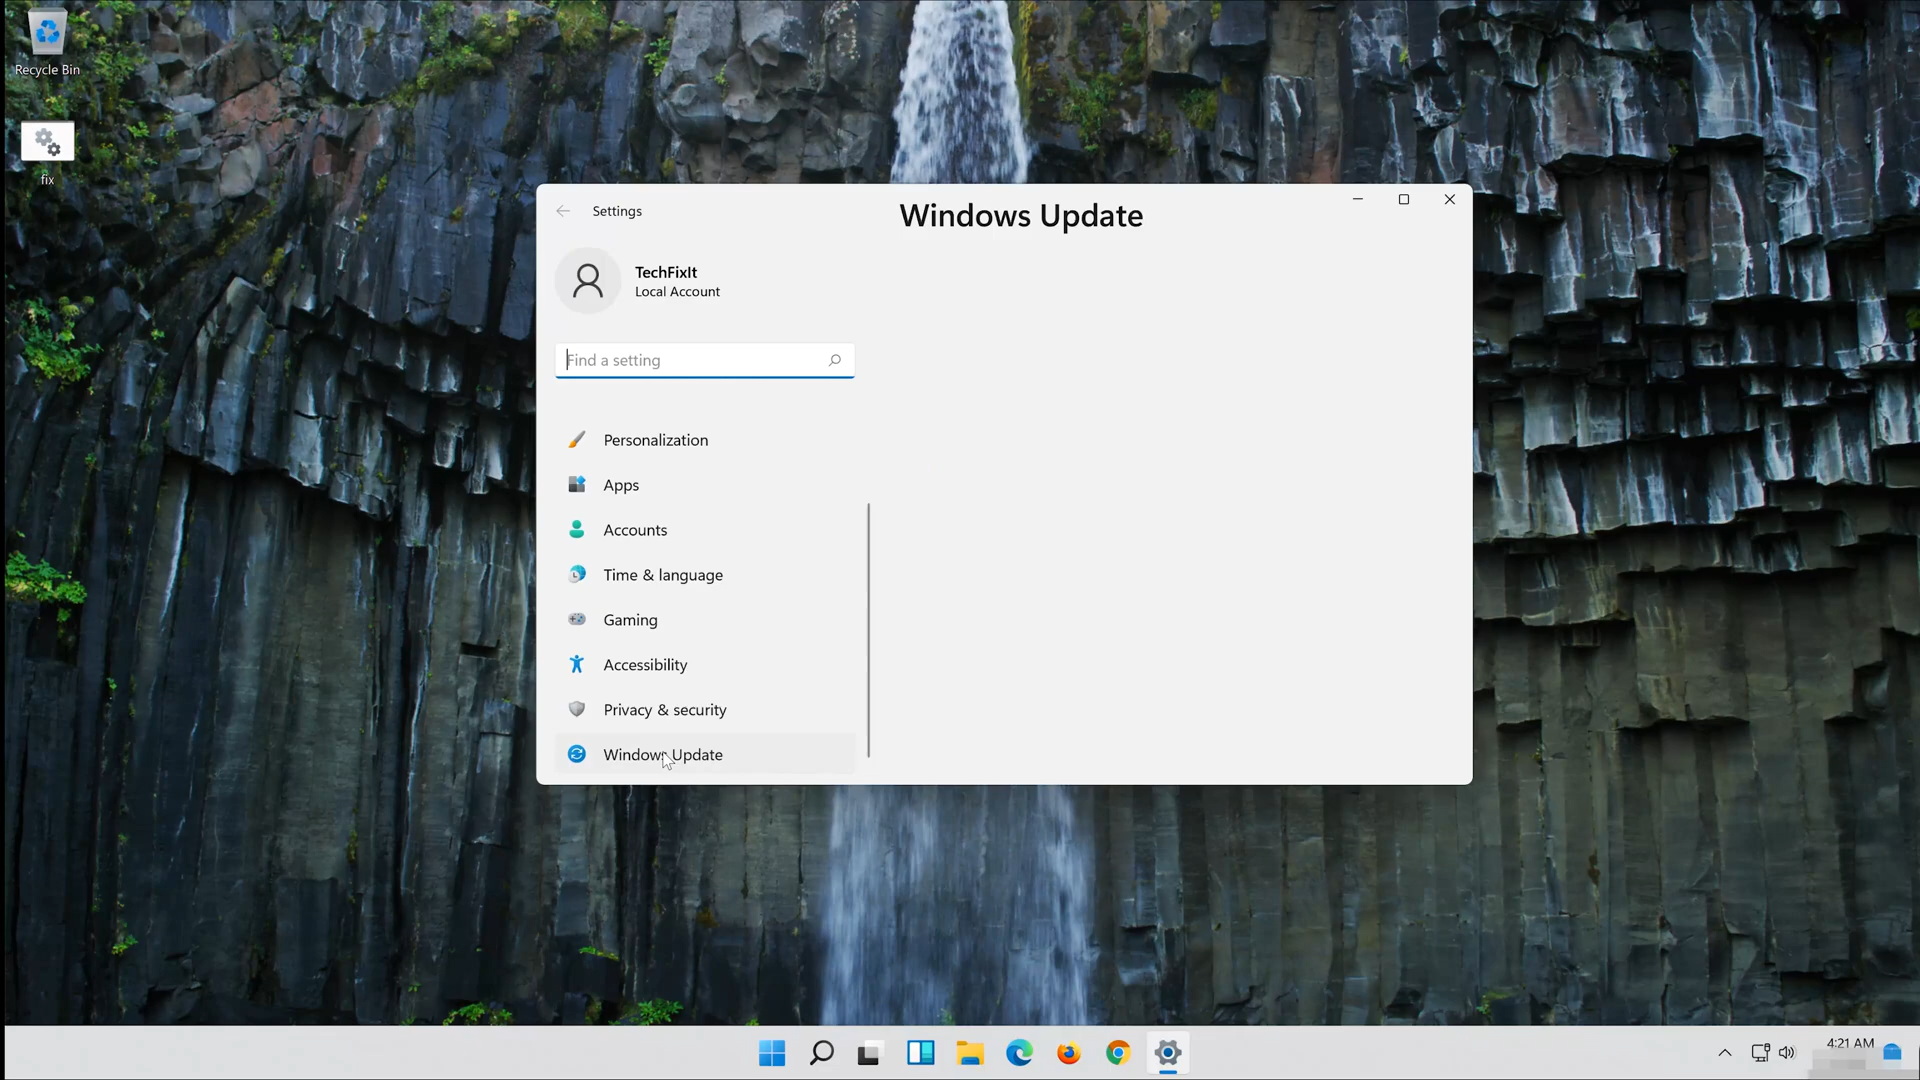 Recycle Bin
fix
Settings
Windows Update
TechFixIt
Local Account
Find a setting
Personalization
Apps
Accounts
Time & language
Gaming
Accessibility
Privacy & security
Windows Update
4:21 AM